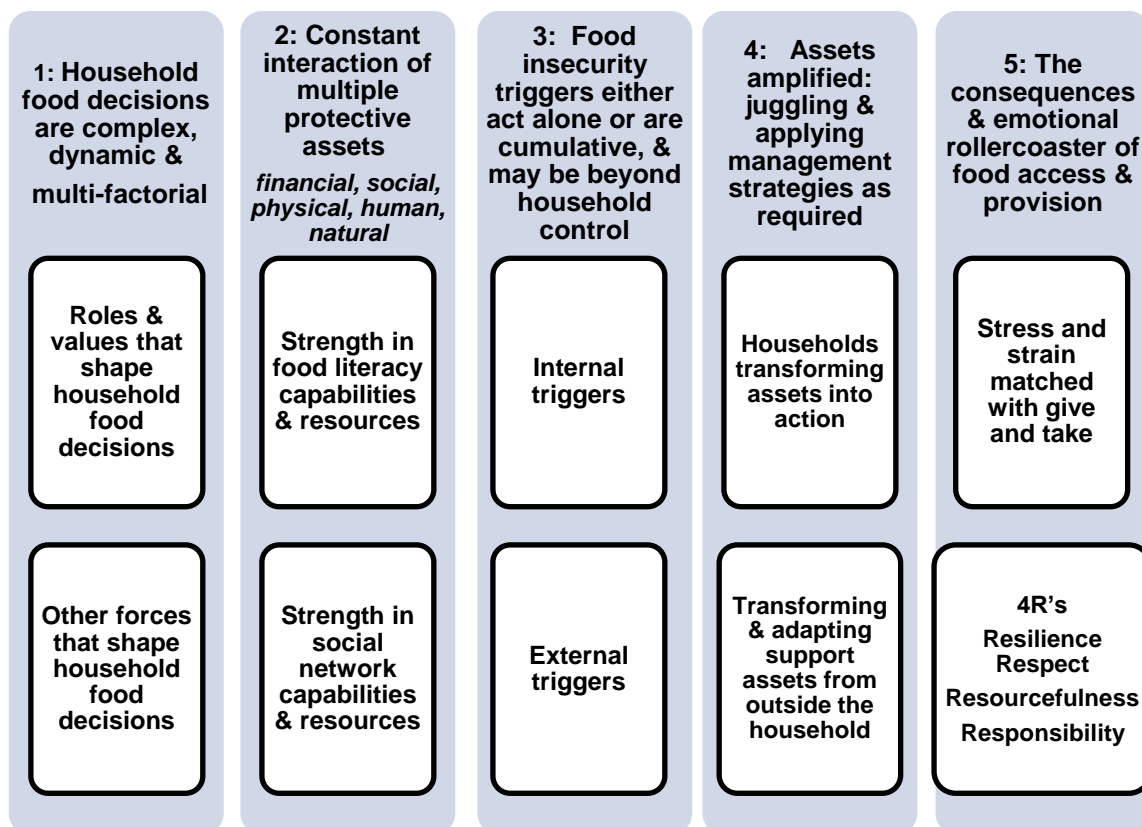 1: Household
food decisions
are complex,
dynamic &
multi-factorial
Roles &
values that
shape
household
food
decisions
Other forces
that shape
household
food
decisions
2: Constant
interaction of
multiple
protective
assets
financial, social,
physical, human,
natural
Strength in
food literacy
capabilities
& resources
Strength in
social
network
capabilities
& resources
3: Food
insecurity
triggers either
act alone or are
cumulative, &
may be beyond
household
control
Internal
triggers
External
triggers
4: Assets
amplified:
juggling &
applying
management
strategies as
required
Households
transforming
assets into
action
Transforming
& adapting
support
assets from
outside the
household
5: The
consequences
& emotional
rollercoaster of
food access &
provision
Stress and
strain
matched
with give
and take
4R's
Resilience
Respect
Resourcefulness
Responsibility